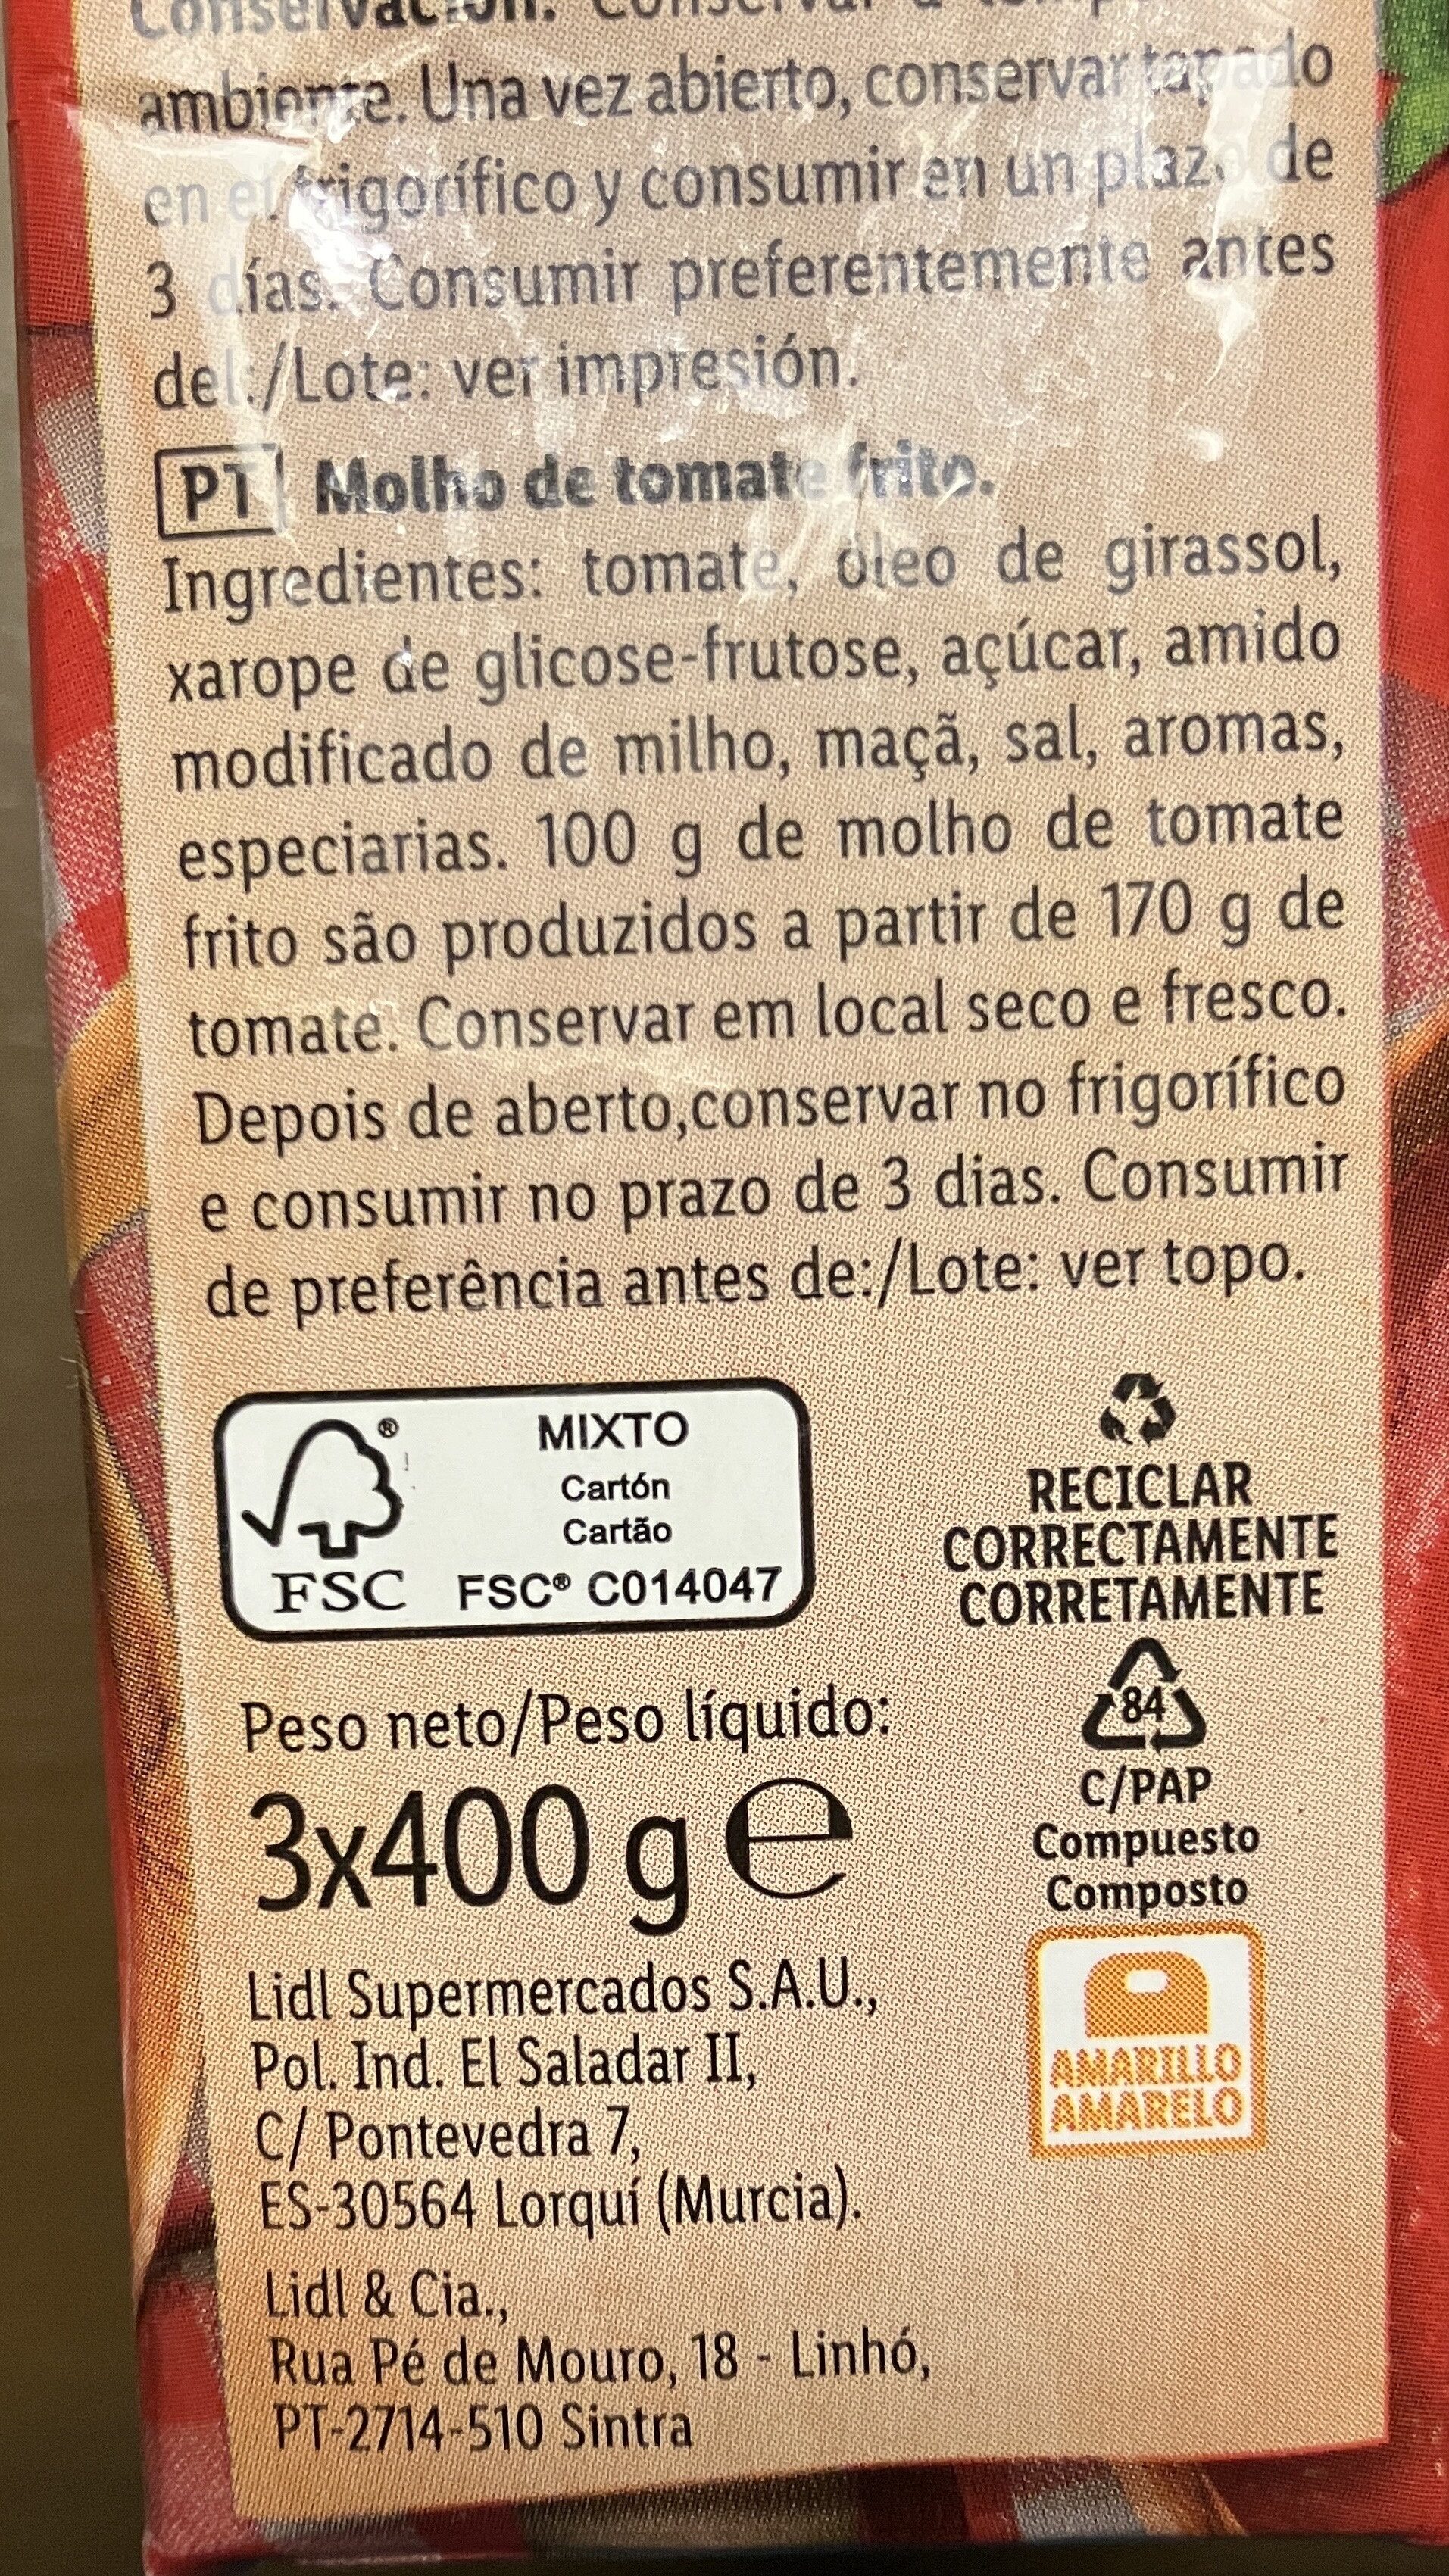 Conservación: Conservar a
ambiente. Una vez abierto, conservar tapado
en el frigorífico y consumir en un plazo de
3 días. Consumir preferentemente antes
del:/Lote: ver impresión.
PT Molho de tomate frito.
Ingredientes: tomate, óleo de girassol,
xarope de glicose-frutose, açúcar, amido
modificado de milho, maçã, sal, aromas,
especiarias. 100 g de molho de tomate
frito são produzidos a partir de 170 g de
tomate. Conservar em local seco e fresco.
Depois de aberto,conservar no frigorífico
e consumir no prazo de 3 dias. Consumir
de preferência antes de:/Lote: ver topo.
®
MIXTO
Cartón
Cartão
FSC FSC® C014047
RECICLAR
CORRECTAMENTE
CORRETAMENTE
84
C/PAP
Compuesto
Composto
AMARILLO
AMARELO
Peso neto/Peso líquido:
3x400 g e
Lidl Supermercados S.A.U.,
Pol. Ind. El Saladar II,
C/ Pontevedra 7,
ES-30564 Lorquí (Murcia).
Lidl & Cia.,
Rua Pé de Mouro, 18 - Linhó,
PT-2714-510 Sintra